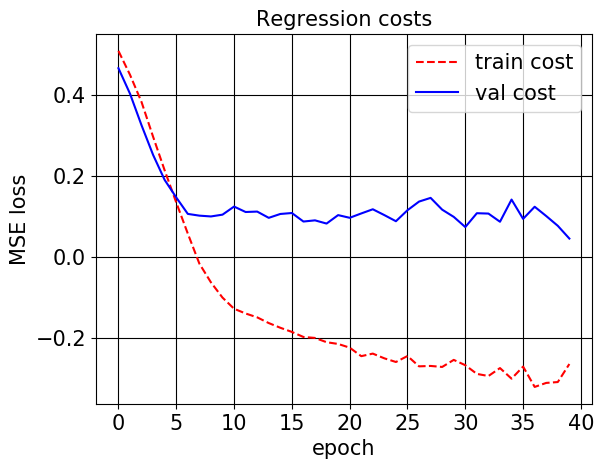 Regression costs
train cost
val cost
0.4
0.2
0.0
−0.2
MSE loss
0 5 10 15 20 25 30 35 40
epoch